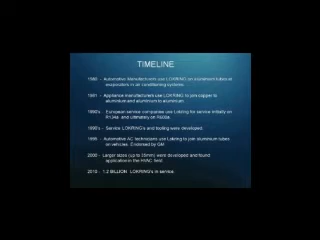 TIMELINE
1980 - Automotive Manufacturers use LOKRING on aluminum tubes at
evaporators in air conditioning systems.
1981 - Appliance manufacturers use LOKRING to join copper to
aluminum and aluminum to aluminum.
1990's - European service companies use Lokring for service initially on
R134a and ultimately on R600a.
1990's - Service LOKRING's and tooling were developed.
1995 - Automotive AC technicians use Lokring to join aluminum tubes
on vehicles. Endorsed by GM
2000 - Larger sizes (up to 35mm) were developed and found
application in the HVAC field.
2010 - 1.2 BILLION LOKRING's in service.